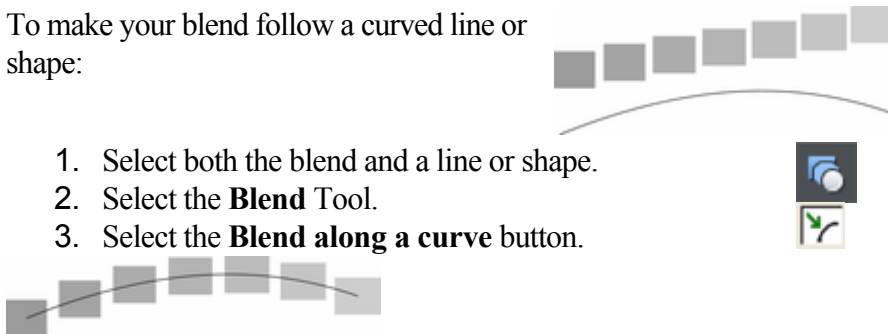 To make your blend follow a curved line or
shape:
1. Select both the blend and a line or shape.
2. Select the Blend Tool.
3. Select the Blend along a curve button.